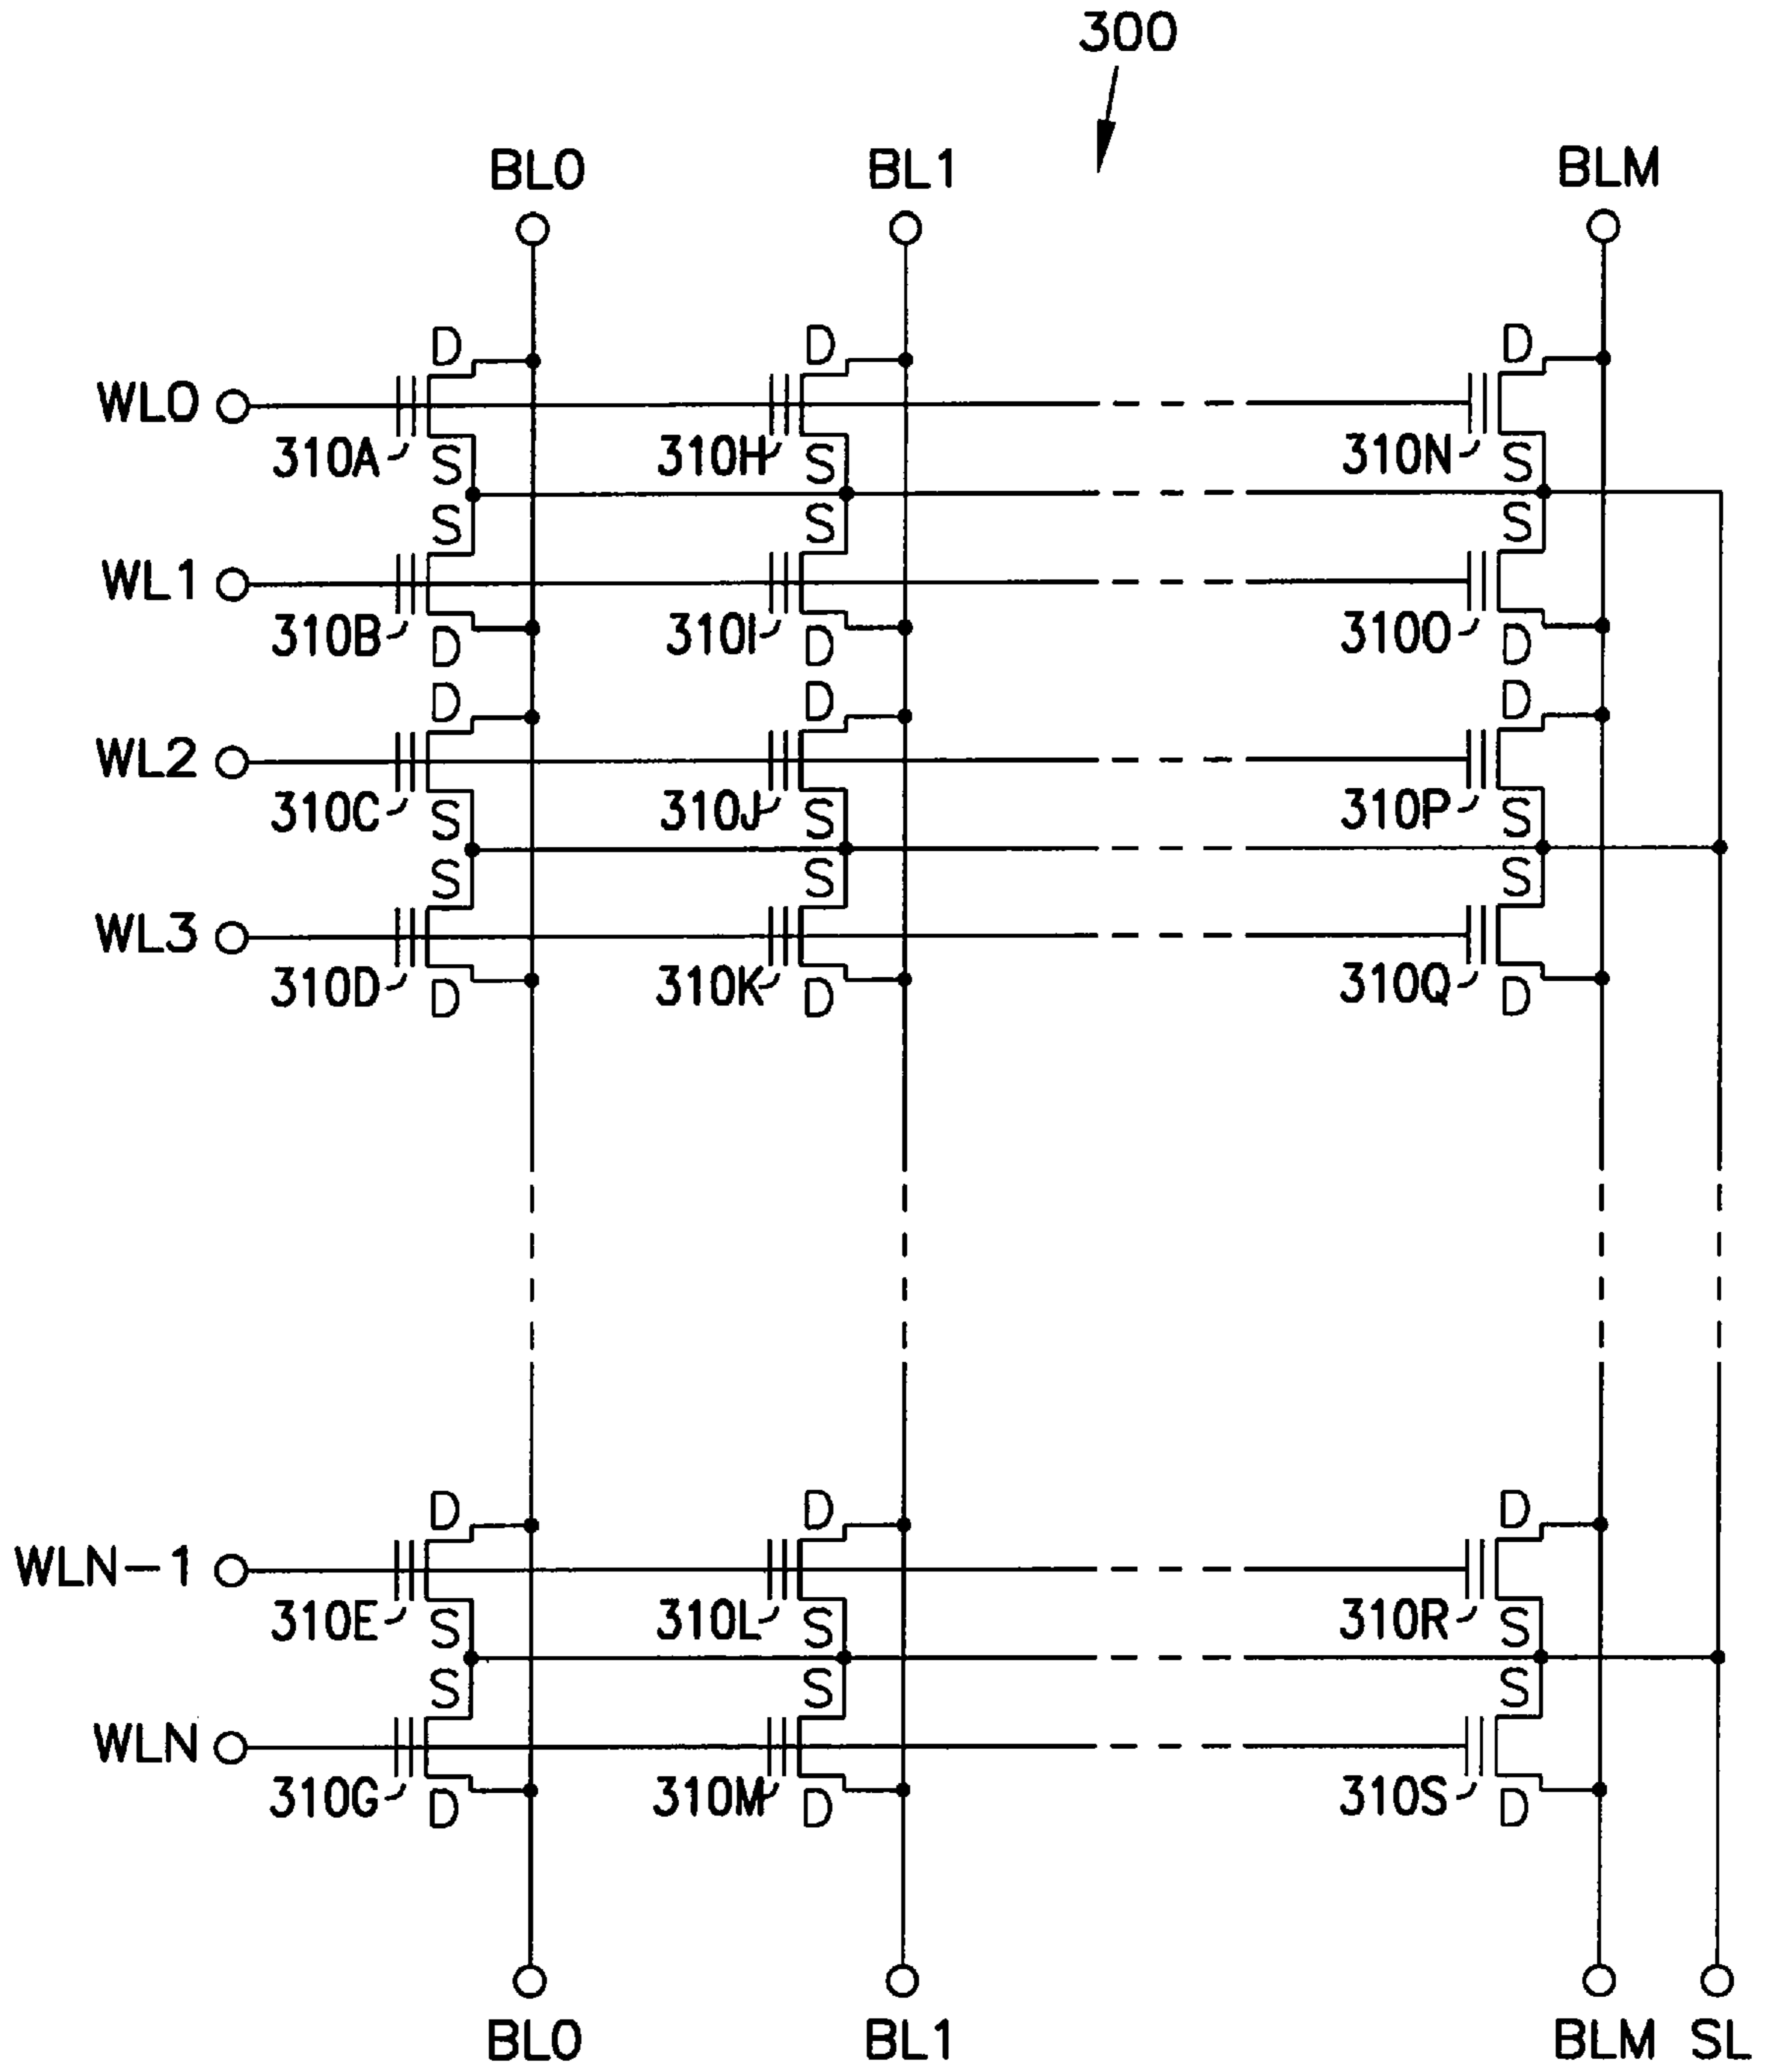 300
BL0 BL1 BLM
D D D
WL0
310A S 310H S 310N S
S S S
WL1
310B D 310I D 310O D
D D D
WL2
310C S 310J S 310P S
S S S
WL3
310D D 310K D 310Q D
D D D
WLN-1
310E S 310L S 310R S
S S S
WLN
310G D 310M D 310S D
BL0 BL1 BLM SL